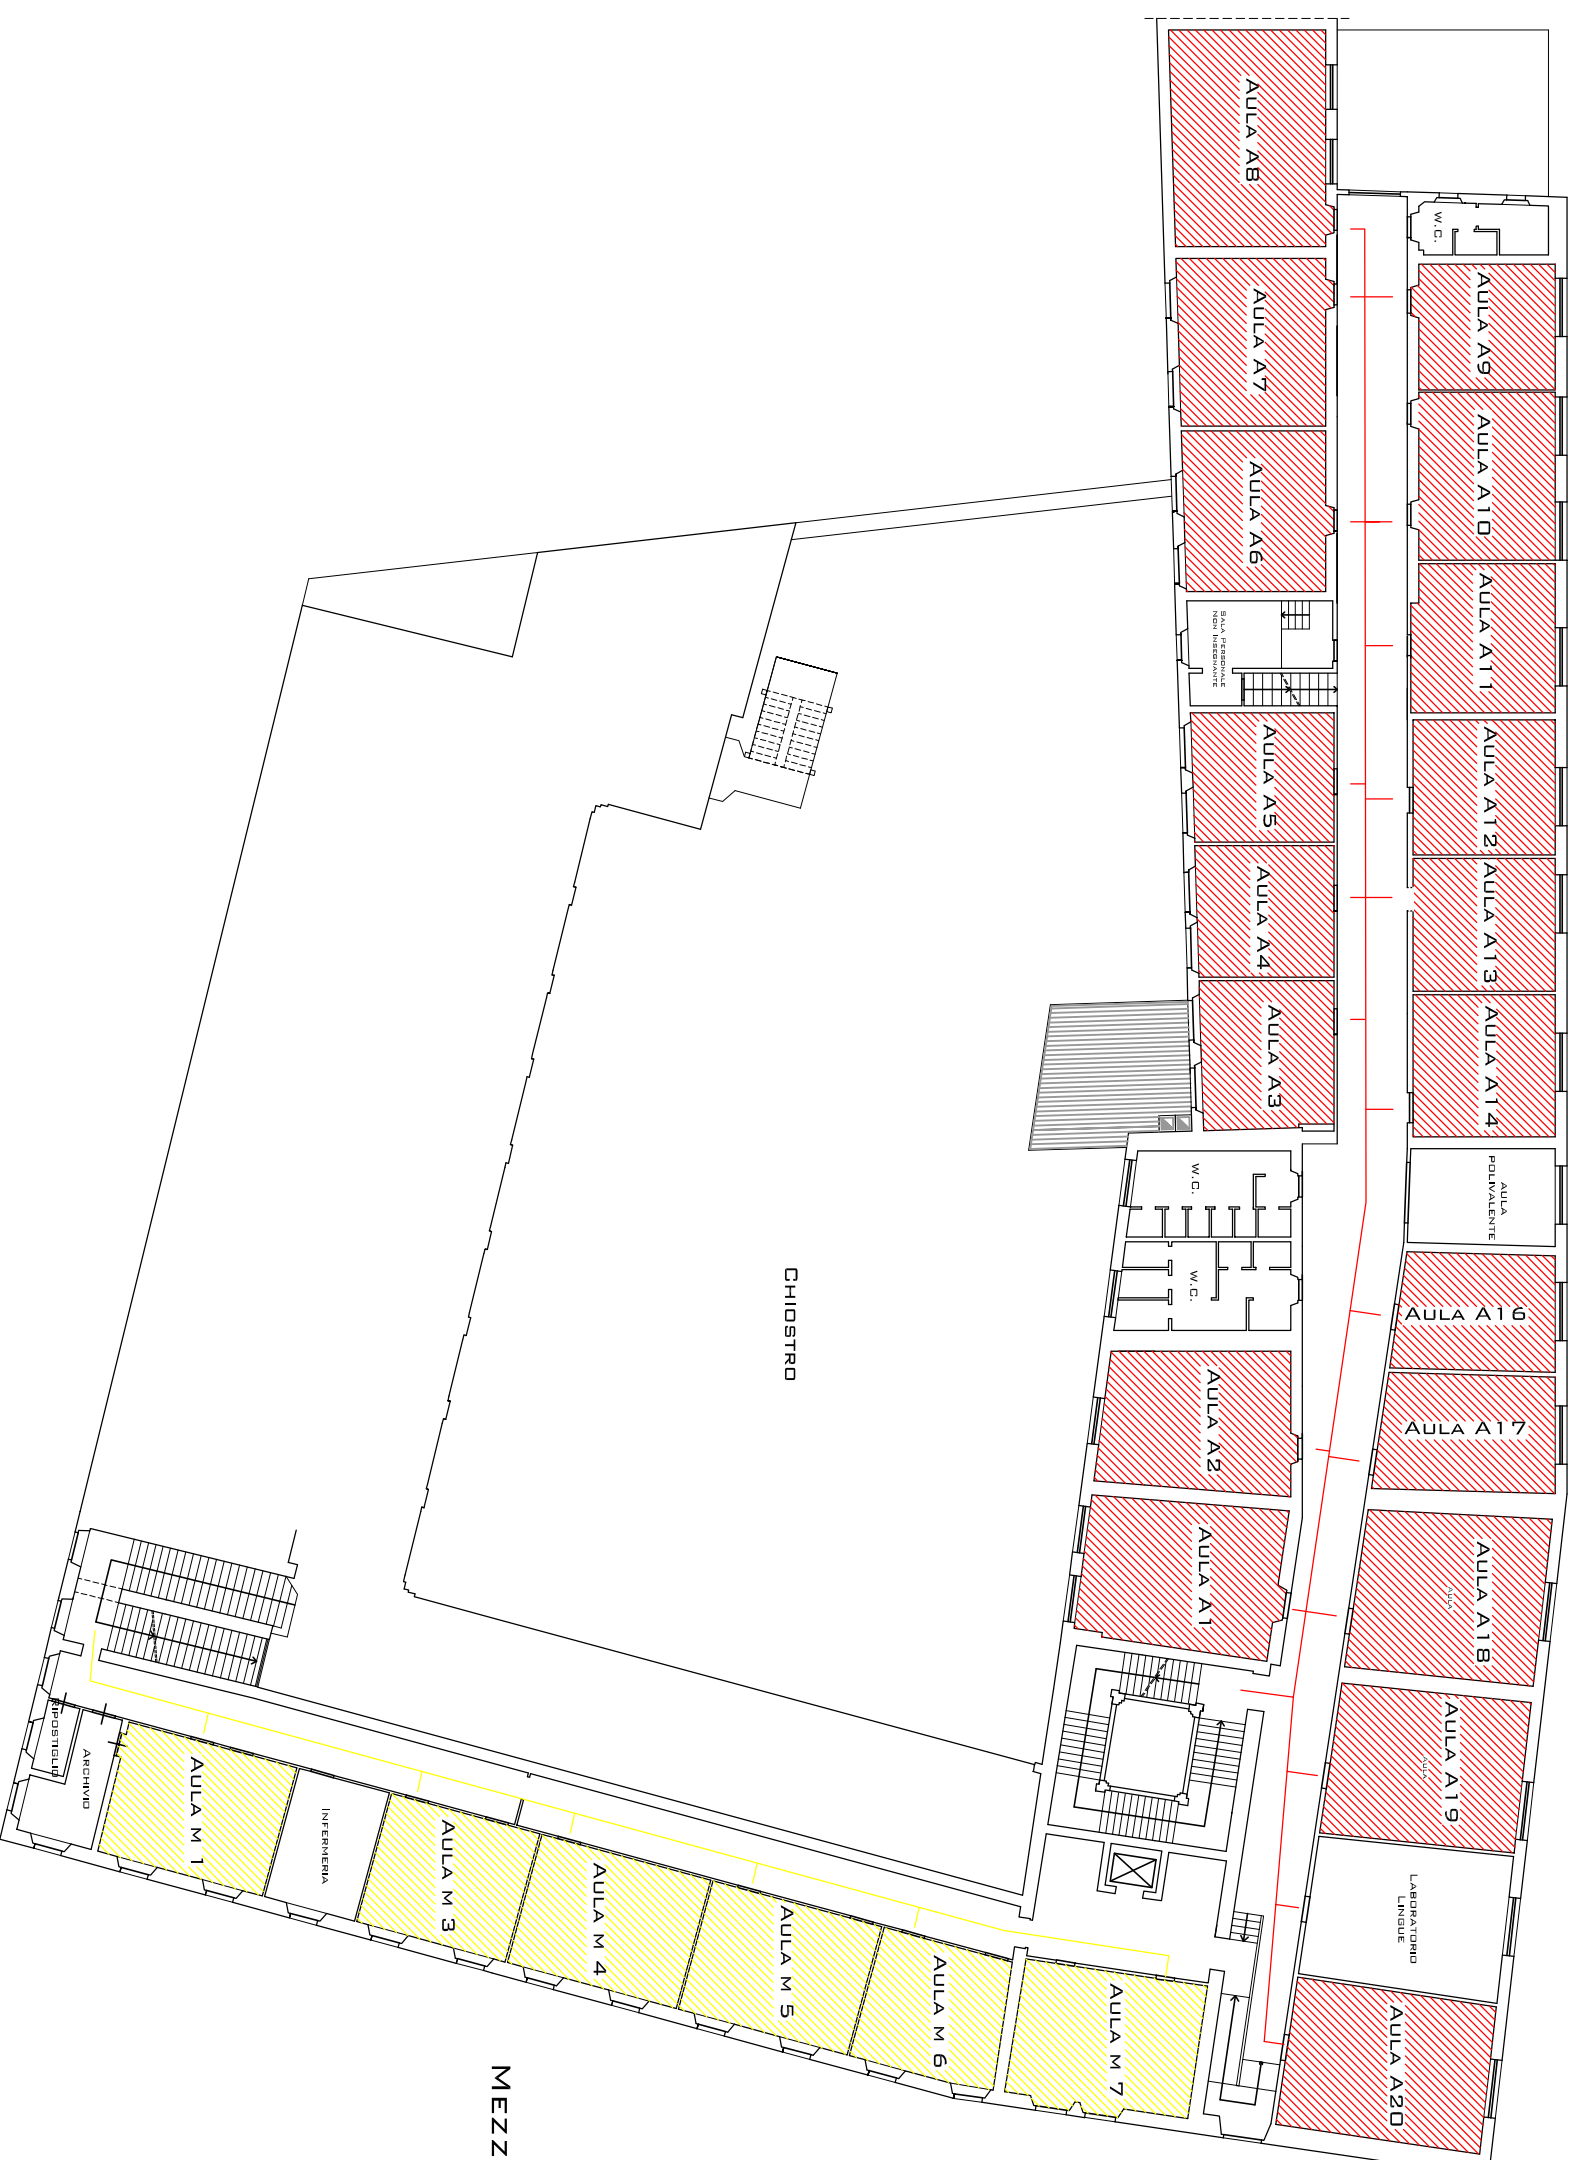 AULA A8
W.C.
AULA A9
AULA A7
AULA A10
AULA A6
AULA A11
SALA PERSONALE
NON INSEGNANTE
AULA A5
AULA A12
AULA A4
AULA A13
AULA A3
AULA A14
W.C.
AULA
POLIVALENTE
W.C.
AULA A16
CHIOSTRO
AULA A2
AULA A17
AULA A1
AULA A18
AULA
AULA A19
AULA
RIPOSTIGLIO
ARCHIVIO
AULA M 1
INFERMERIA
AULA M 3
AULA M 4
AULA M 5
AULA M 6
AULA M 7
LABORATORIO
LINGUE
AULA A20
MEZZ